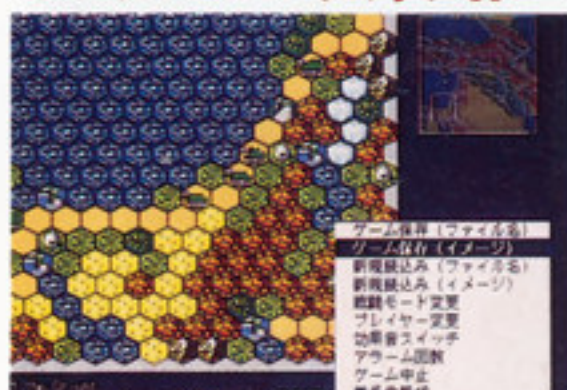 ゲーム保存（ファイル名）
ゲーム保存（イメージ）
新規読込み（ファイル名）
新規読込み（イメージ）
戦闘モード変更
プレイヤー変更
効果音スイッチ
アラーム回数
ゲーム中止